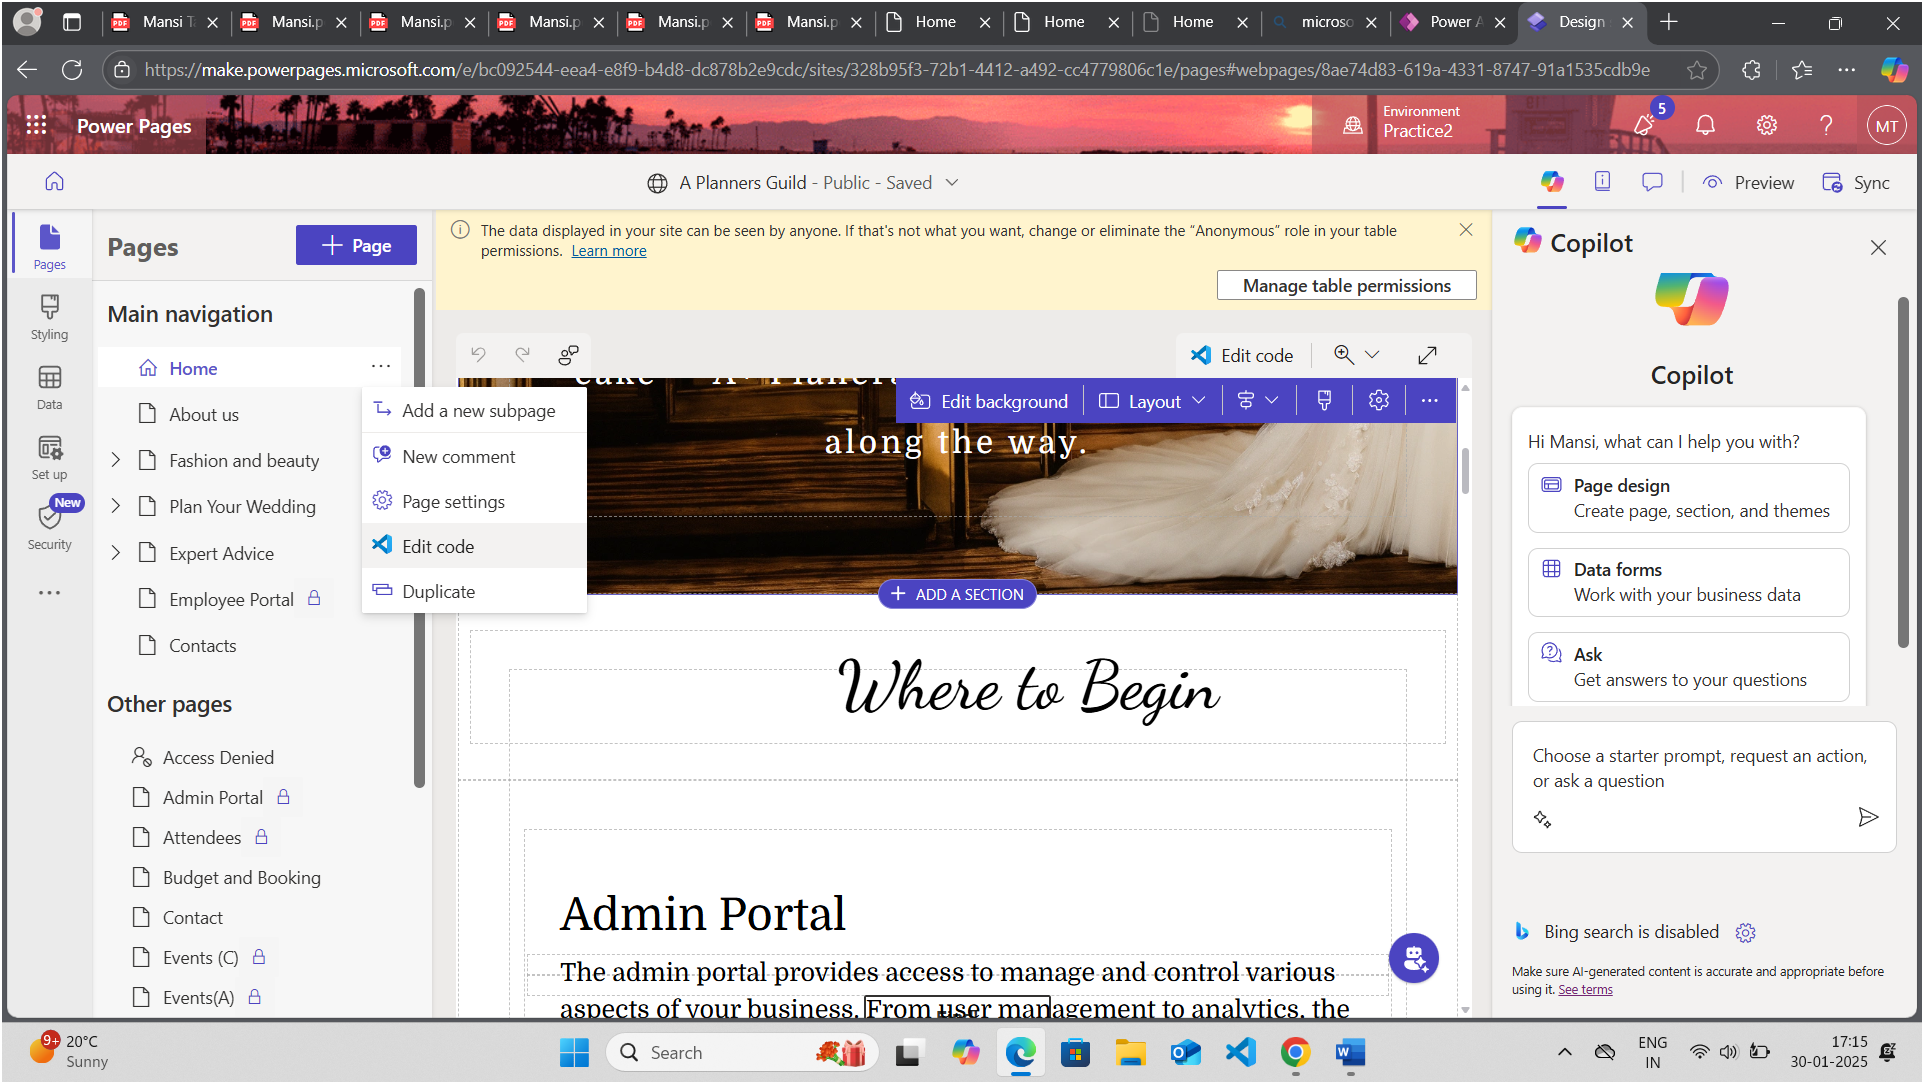 Mansi Ta
Mansi.p
Mansi.p
Mansi.p
Mansi.p
Mansi.p
Home
Home
Home
microso
Power A
Design
https://make.powerpages.microsoft.com/e/bc092544-eea4-e8f9-b4d8-dc878b2e9cdc/sites/328b95f3-72b1-4412-a492-cc4779806c1e/pages#webpages/8ae74d83-619a-4331-8747-91a1535cdb9e
Power Pages
Environment
Practice2
5
MT
A Planners Guild - Public - Saved
Preview
Sync
Pages
Styling
Data
Set up
New
Security
Pages
Page
Main navigation
Home
About us
Fashion and beauty
Plan Your Wedding
Expert Advice
Employee Portal
Contacts
Other pages
Access Denied
Admin Portal
Attendees
Budget and Booking
Contact
Events (C)
Events(A)
Add a new subpage
New comment
Page settings
Edit code
Duplicate
The data displayed in your site can be seen by anyone. If that's not what you want, change or eliminate the “Anonymous” role in your table
permissions. Learn more
Manage table permissions
Edit code
Edit background
Layout
along the way.
ADD A SECTION
Where to Begin
Admin Portal
The admin portal provides access to manage and control various
aspects of your business. From user management to analytics, the
Copilot
Copilot
Hi Mansi, what can I help you with?
Page design
Create page, section, and themes
Data forms
Work with your business data
Ask
Get answers to your questions
Choose a starter prompt, request an action,
or ask a question
Bing search is disabled
Make sure AI-generated content is accurate and appropriate before
using it. See terms
9+
20°C
Sunny
Search
ENG
IN
17:15
30-01-2025